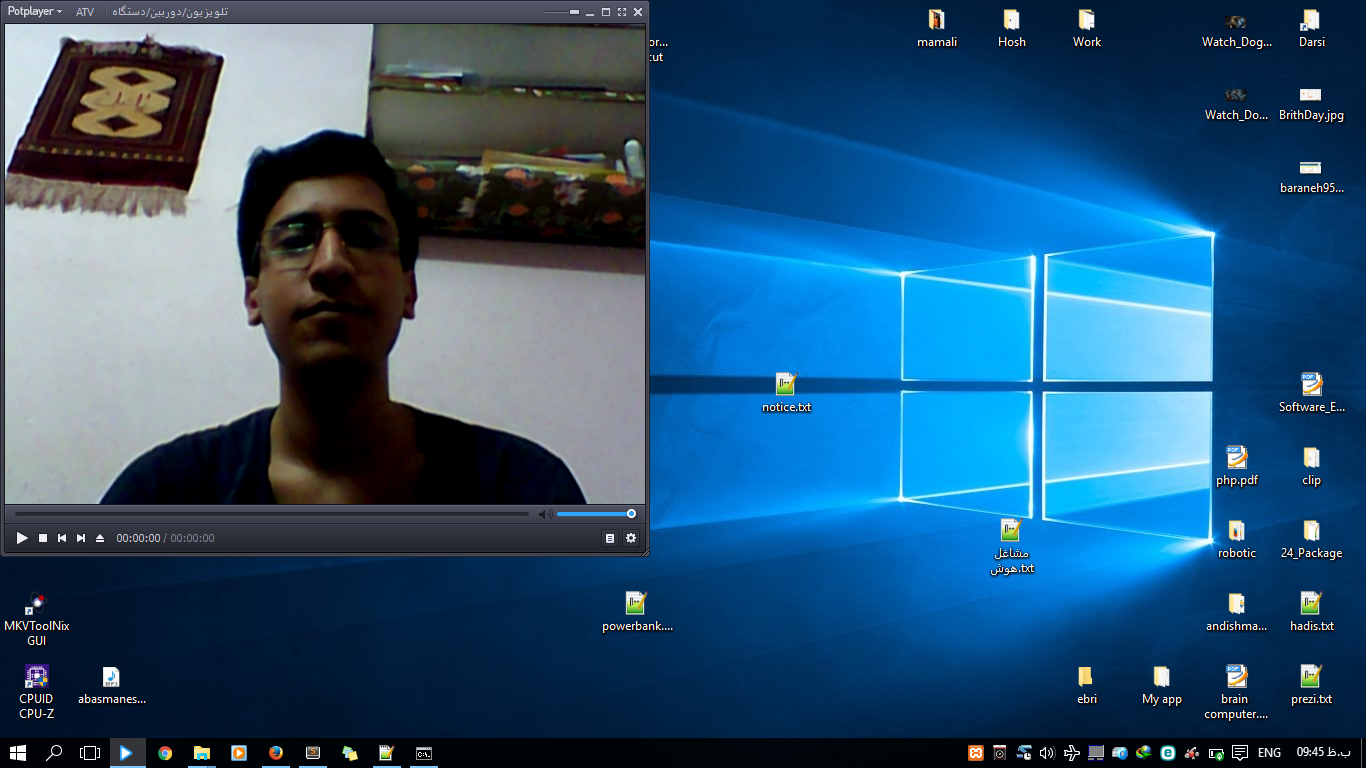 Potplayer
ATV
تلویزیون/دوربین/دستگاه
or...
cut
mamali
Hosh
Work
Watch_Dog...
Darsi
Watch_Do...
BrithDay.jpg
baraneh95...
notice.txt
Software_E...
php.pdf
clip
00:00:00 / 00:00:00
مشاغل
هوش.txt
robotic
24_Package
MKVToolNix
GUI
powerbank....
andishma...
hadis.txt
CPUID
CPU-Z
abasmanes...
ebri
My app
brain
computer....
prezi.txt
ENG
09:45 ب.ظ